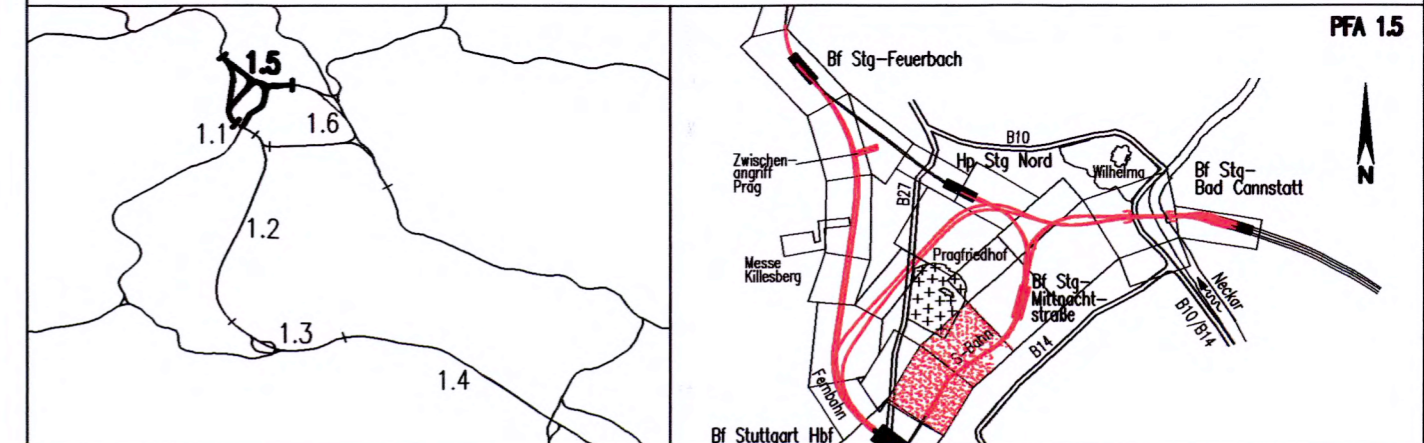 1.5
1.1
1.6
1.2
1.3
1.4
PFA 1.5
Bf Stg-Feuerbach
N
B10
Zwischen-
angriff
Prag
Hp Stg Nord
Wilhelma
Bf Stg-
Bad Cannstatt
B27
Messe
Killesberg
Pragfriedhof
Bf Stg-
Mittnacht-
straße
Neckar
B10/B14
S-Bahn
B14
Fernbahn
Bf Stuttgart Hbf